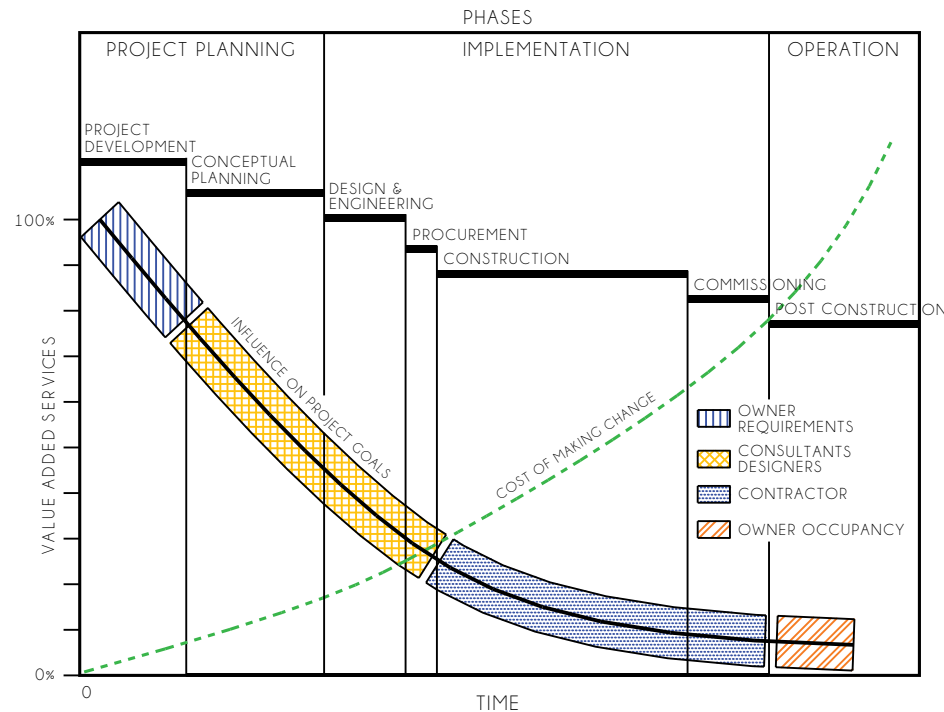 PHASES
PROJECT PLANNING
IMPLEMENTATION
OPERATION
PROJECT
DEVELOPMENT
CONCEPTUAL
PLANNING
DESIGN &
ENGINEERING
PROCUREMENT
CONSTRUCTION
COMMISSIONING
POST CONSTRUCTION
100%
VALUE ADDED SERVICES
0%
INFLUENCE ON PROJECT GOALS
COST OF MAKING CHANGE
OWNER
REQUIREMENTS
CONSULTANTS
DESIGNERS
CONTRACTOR
OWNER OCCUPANCY
0
TIME